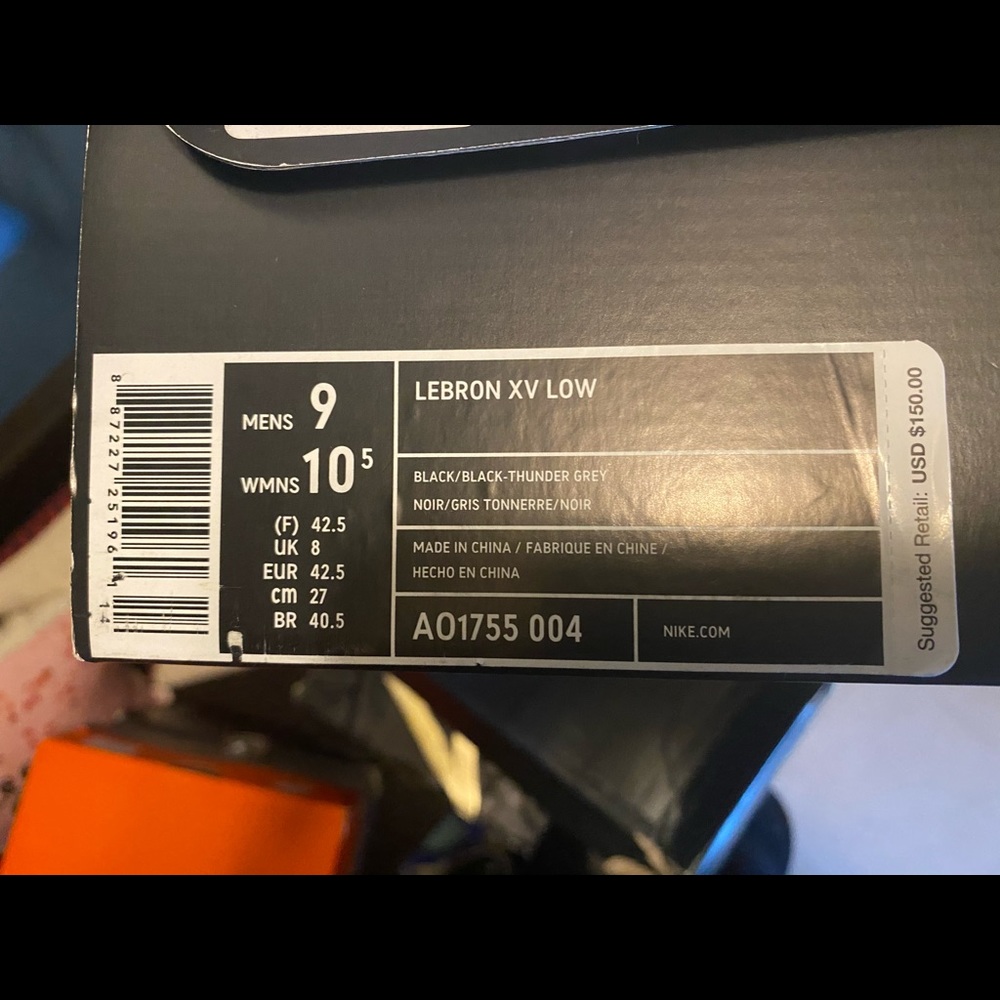 8 87227 25196 1 14
MENS 9
WMNS 10 5
(F) 42.5
UK 8
EUR 42.5
cm 27
BR 40.5
LEBRON XV LOW
BLACK/BLACK-THUNDER GREY
NOIR/GRIS TONNERRE/NOIR
MADE IN CHINA / FABRIQUE EN CHINE /
HECHO EN CHINA
AO1755 004
NIKE.COM
Suggested Retail: USD $150.00